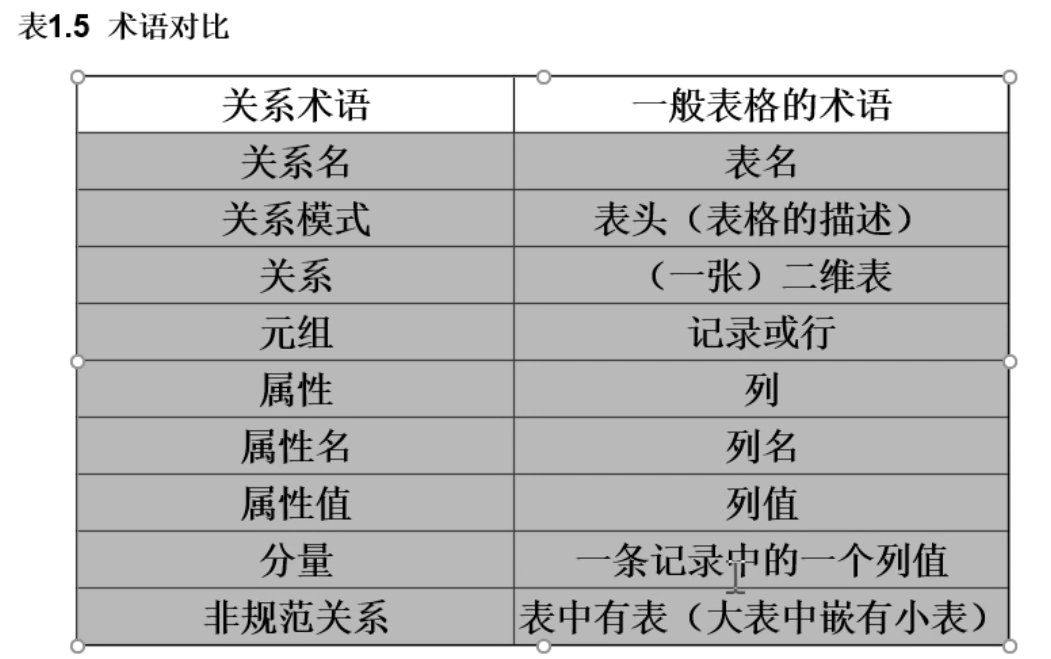 表1.5 术语对比
关系术语 一般表格的术语
关系名 表名
关系模式 表头（表格的描述）
关系 （一张）二维表
元组 记录或行
属性 列
属性名 列名
属性值 列值
分量 一条记录中的一个列值
非规范关系 表中有表（大表中嵌有小表）